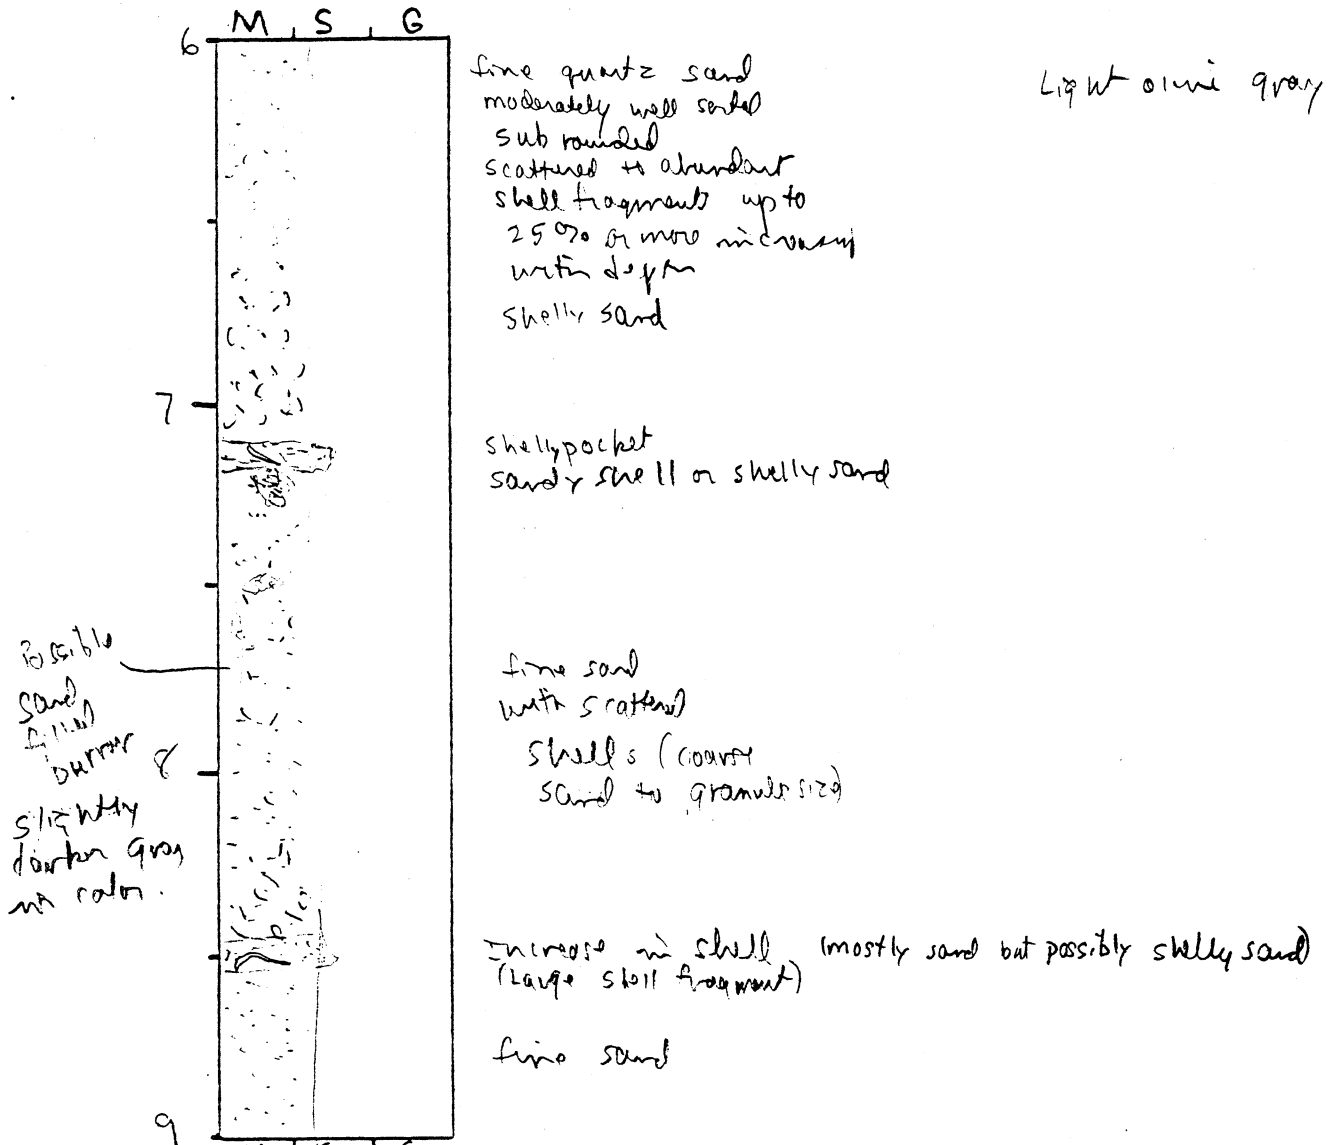 M S G
6
fine quartz sand
Light olive gray
moderately well sorted
sub rounded
scattered to abundant
shell fragments up to
25% or more increasing
with depth
shelly sand
7
shelly pocket
sandy shell or shelly sand
Possible
sand
filled
burrow
fine sand
with scattered
shells (coarse
sand to granule size)
8
slightly
darker gray
in color.
Increase in shell (mostly sand but possibly shelly sand)
(Large shell fragment)
fine sand
9